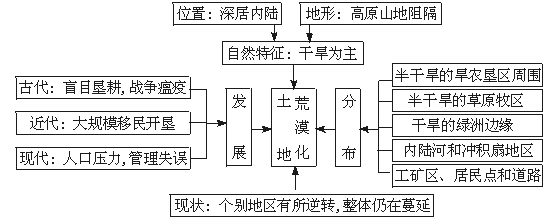 位置：深居内陆
地形：高原山地阻隔
自然特征：干旱为主
古代：盲目垦耕，战争瘟疫
近代：大规模移民开垦
现代：人口压力，管理失误
发展
土地
荒漠化
分布
半干旱的旱农垦区周围
半干旱的草原牧区
干旱的绿洲边缘
内陆河和冲积扇地区
工矿区、居民点和道路
现状：个别地区有所逆转，整体仍在蔓延